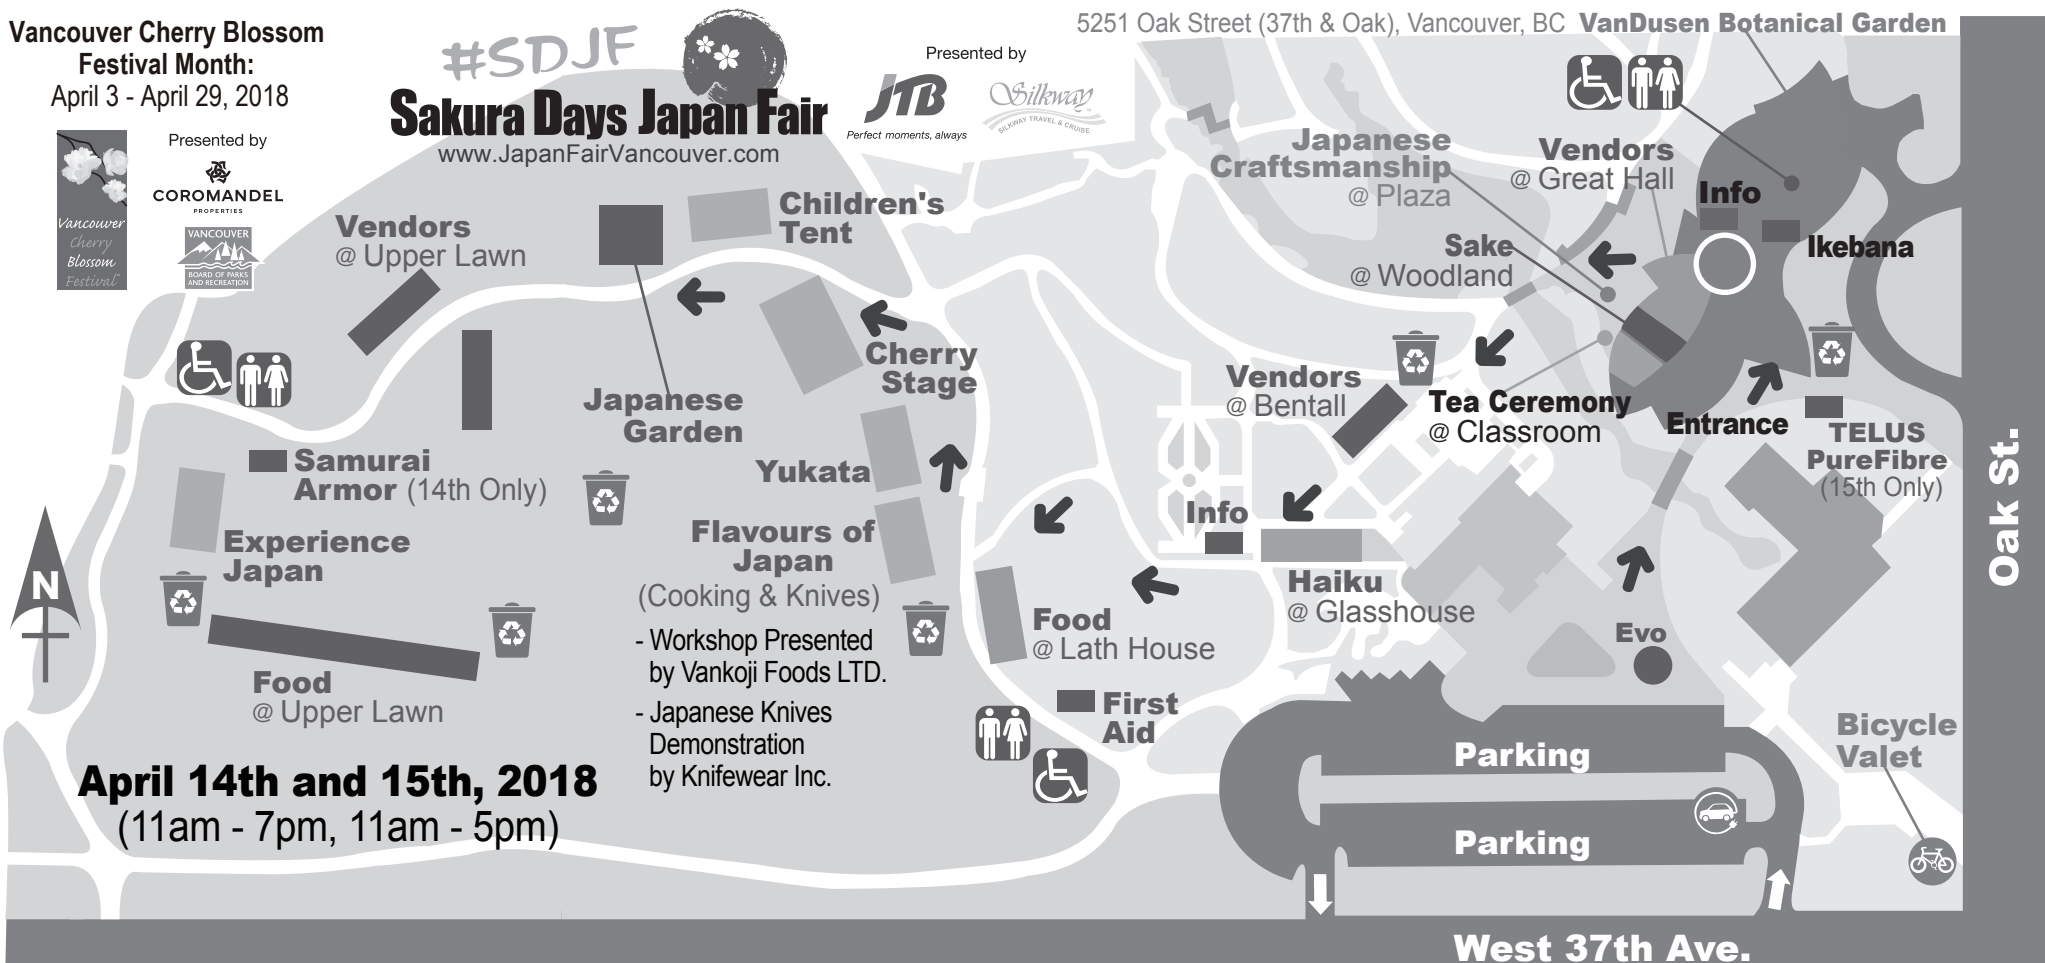 Vancouver Cherry Blossom
Festival Month:
April 3 - April 29, 2018
Presented by
Vancouver
Cherry
Blossom
Festival
COROMANDEL
PROPERTIES
VANCOUVER
BOARD OF PARKS
AND RECREATION
#SDJF
Sakura Days Japan Fair
www.JapanFairVancouver.com
Presented by
JTB
Perfect moments, always
Silkway
SILKWAY TRAVEL & CRUISE
5251 Oak Street (37th & Oak), Vancouver, BC VanDusen Botanical Garden
Japanese
Craftsmanship
@ Plaza
Vendors
@ Great Hall
Info
Ikebana
Sake
@ Woodland
Children's
Tent
Vendors
@ Upper Lawn
Cherry
Stage
Japanese
Garden
Vendors
@ Bentall
Tea Ceremony
@ Classroom
Entrance
TELUS
PureFibre
(15th Only)
Oak St.
Samurai
Armor (14th Only)
Yukata
Experience
Japan
Flavours of
Japan
(Cooking & Knives)
- Workshop Presented
by Vankoji Foods LTD.
- Japanese Knives
Demonstration
by Knifewear Inc.
Info
Haiku
@ Glasshouse
Food
@ Lath House
Evo
N
Food
@ Upper Lawn
First
Aid
Bicycle
Valet
Parking
Parking
April 14th and 15th, 2018
(11am - 7pm, 11am - 5pm)
West 37th Ave.